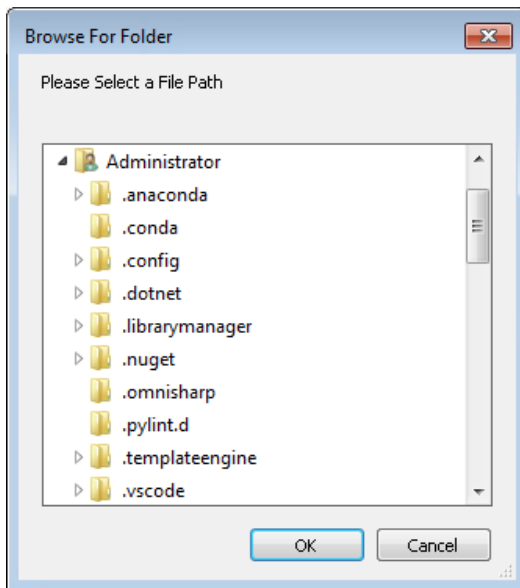 Browse For Folder
Please Select a File Path
Administrator
.anaconda
.conda
.config
.dotnet
.librarymanager
.nuget
.omnisharp
.pylint.d
.templateengine
.vscode
OK
Cancel